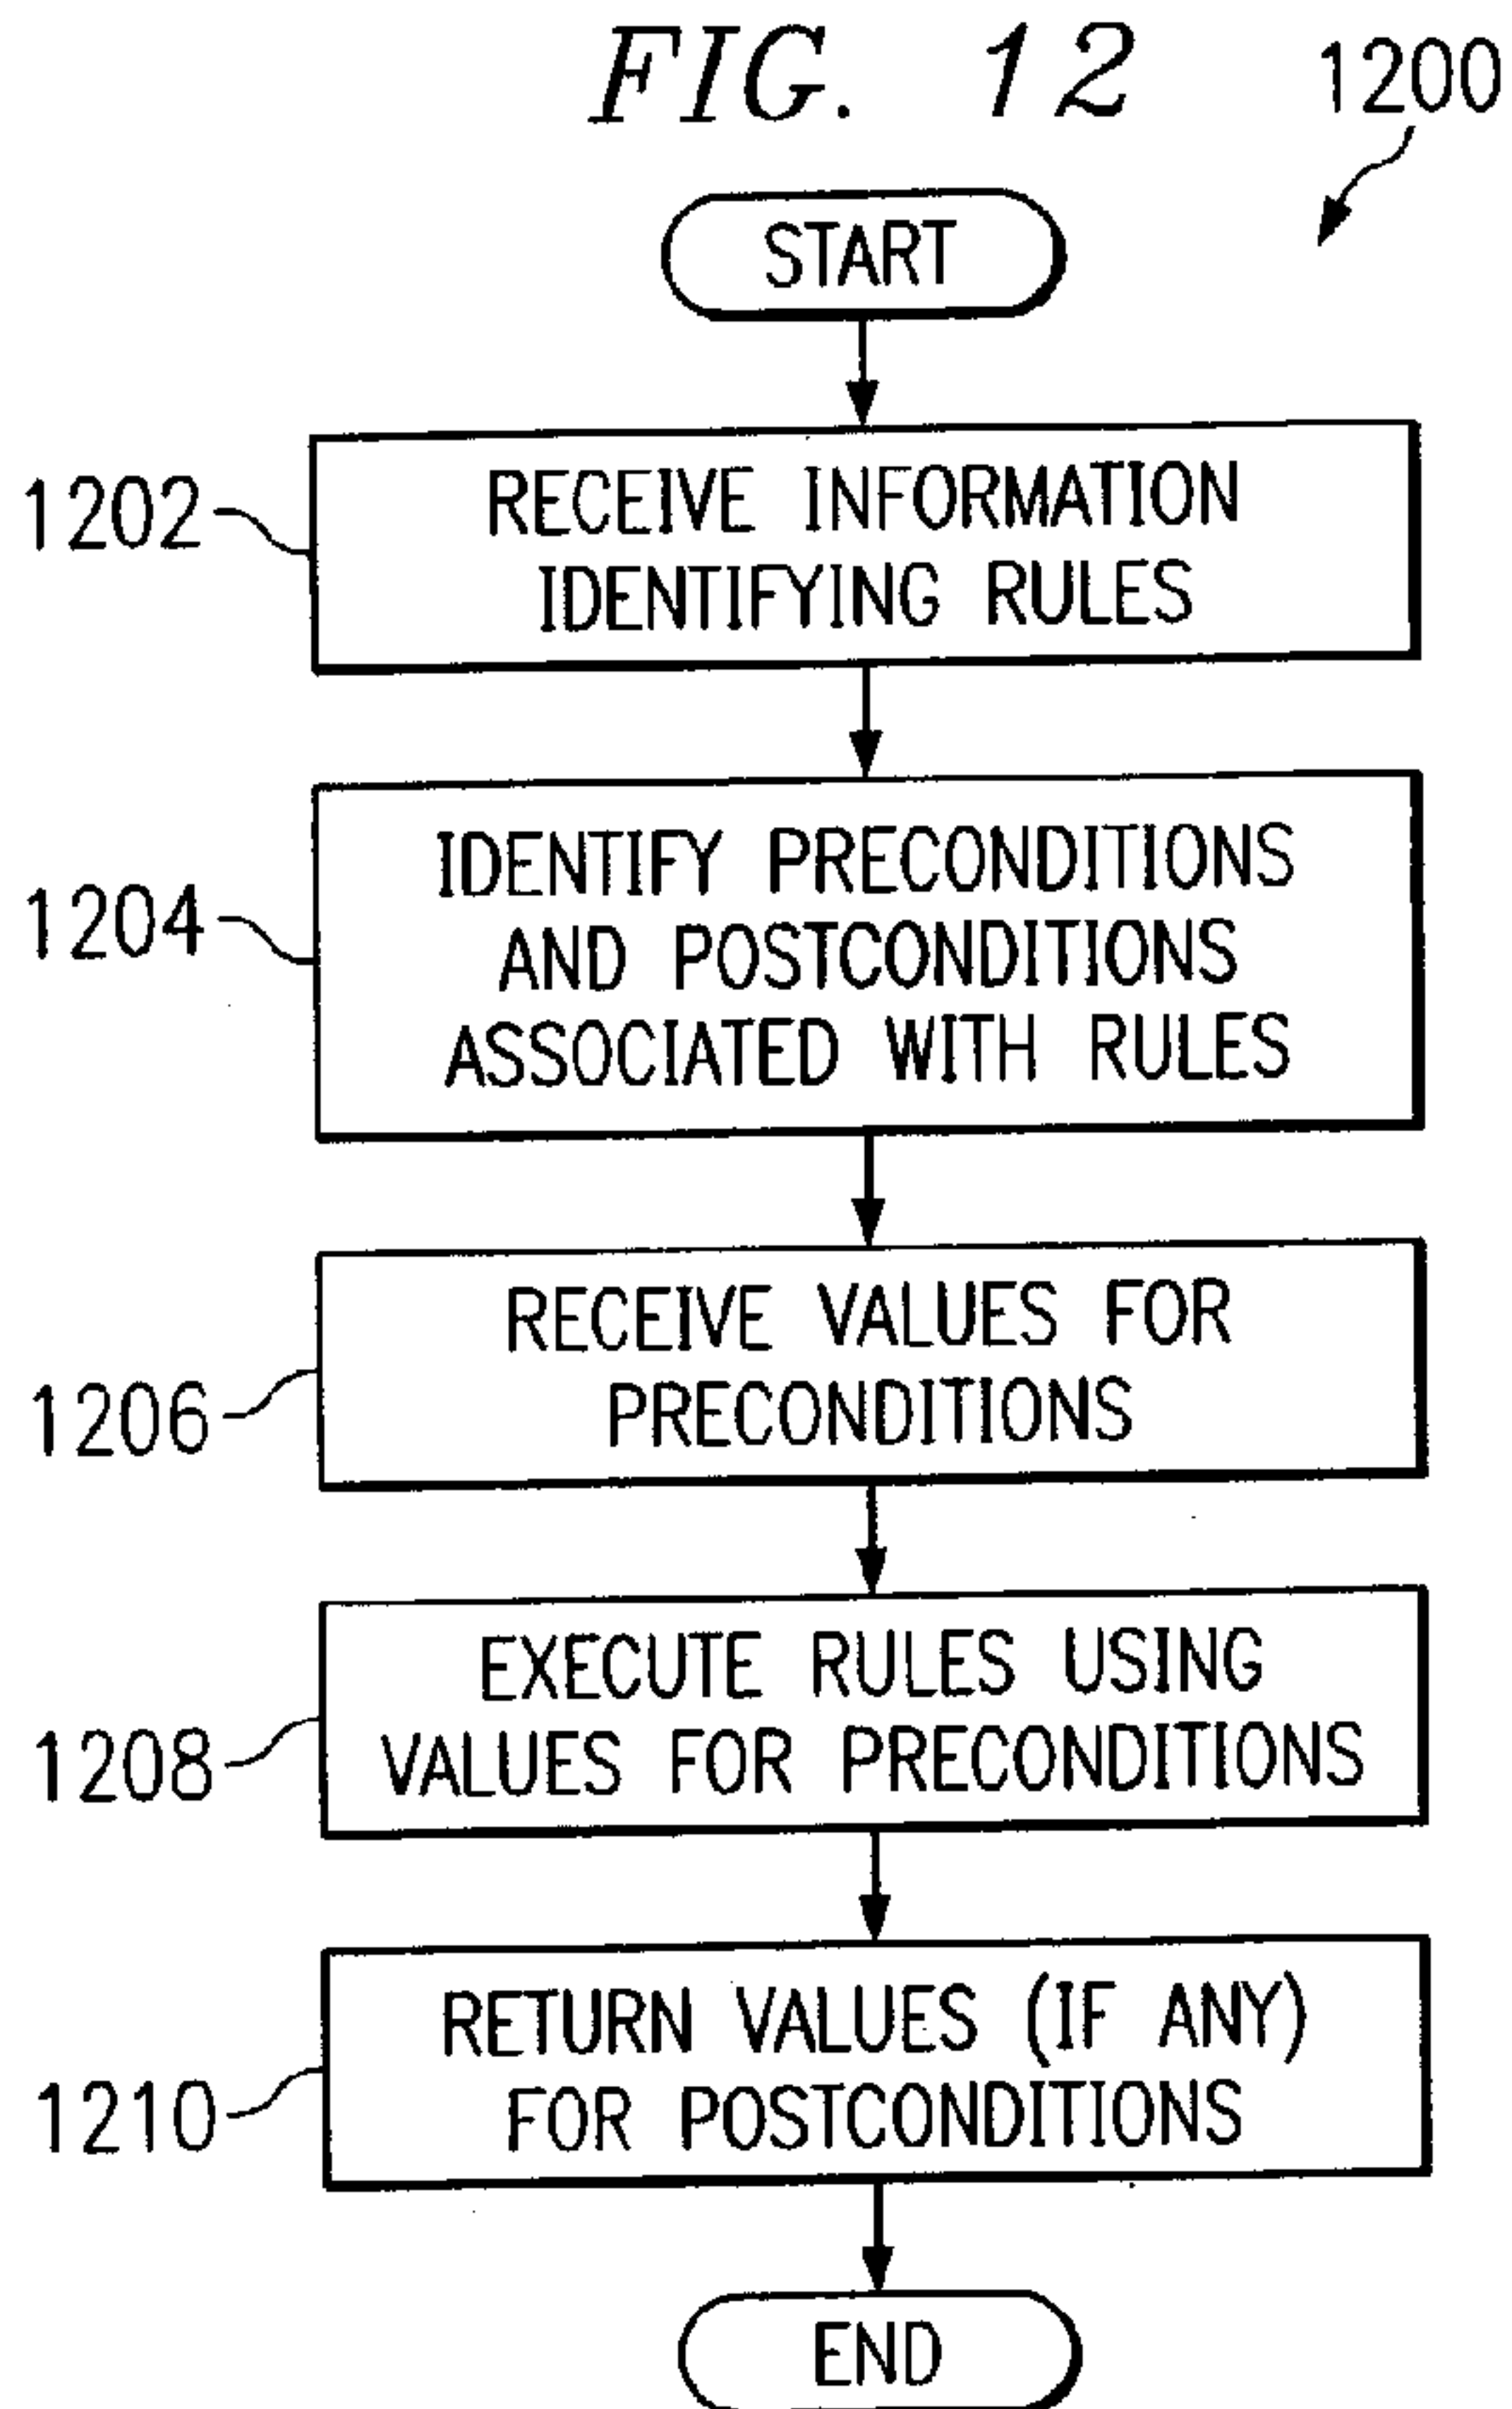 FIG. 12
1200
START
1202
RECEIVE INFORMATION
IDENTIFYING RULES
1204
IDENTIFY PRECONDITIONS
AND POSTCONDITIONS
ASSOCIATED WITH RULES
1206
RECEIVE VALUES FOR
PRECONDITIONS
1208
EXECUTE RULES USING
VALUES FOR PRECONDITIONS
1210
RETURN VALUES (IF ANY)
FOR POSTCONDITIONS
END